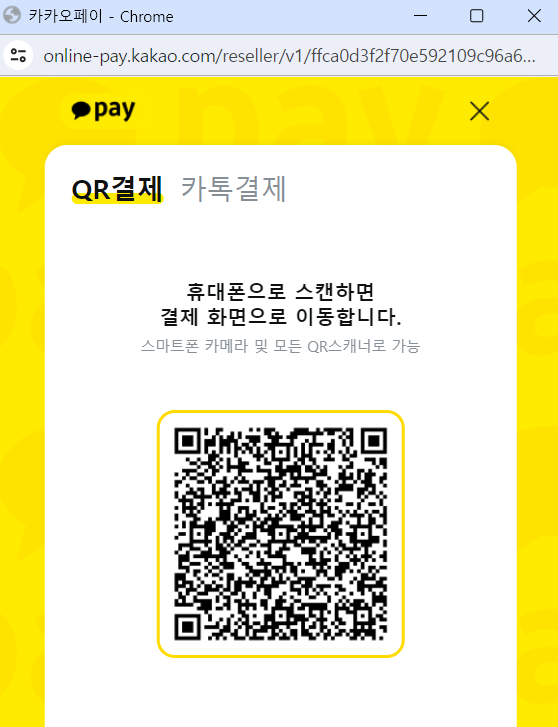 카카오페이 - Chrome
online-pay.kakao.com/reseller/v1/ffca0d3f2f70e592109c96a6...
pay
QR결제 카톡결제
휴대폰으로 스캔하면
결제 화면으로 이동합니다.
스마트폰 카메라 및 모든 QR스캐너로 가능